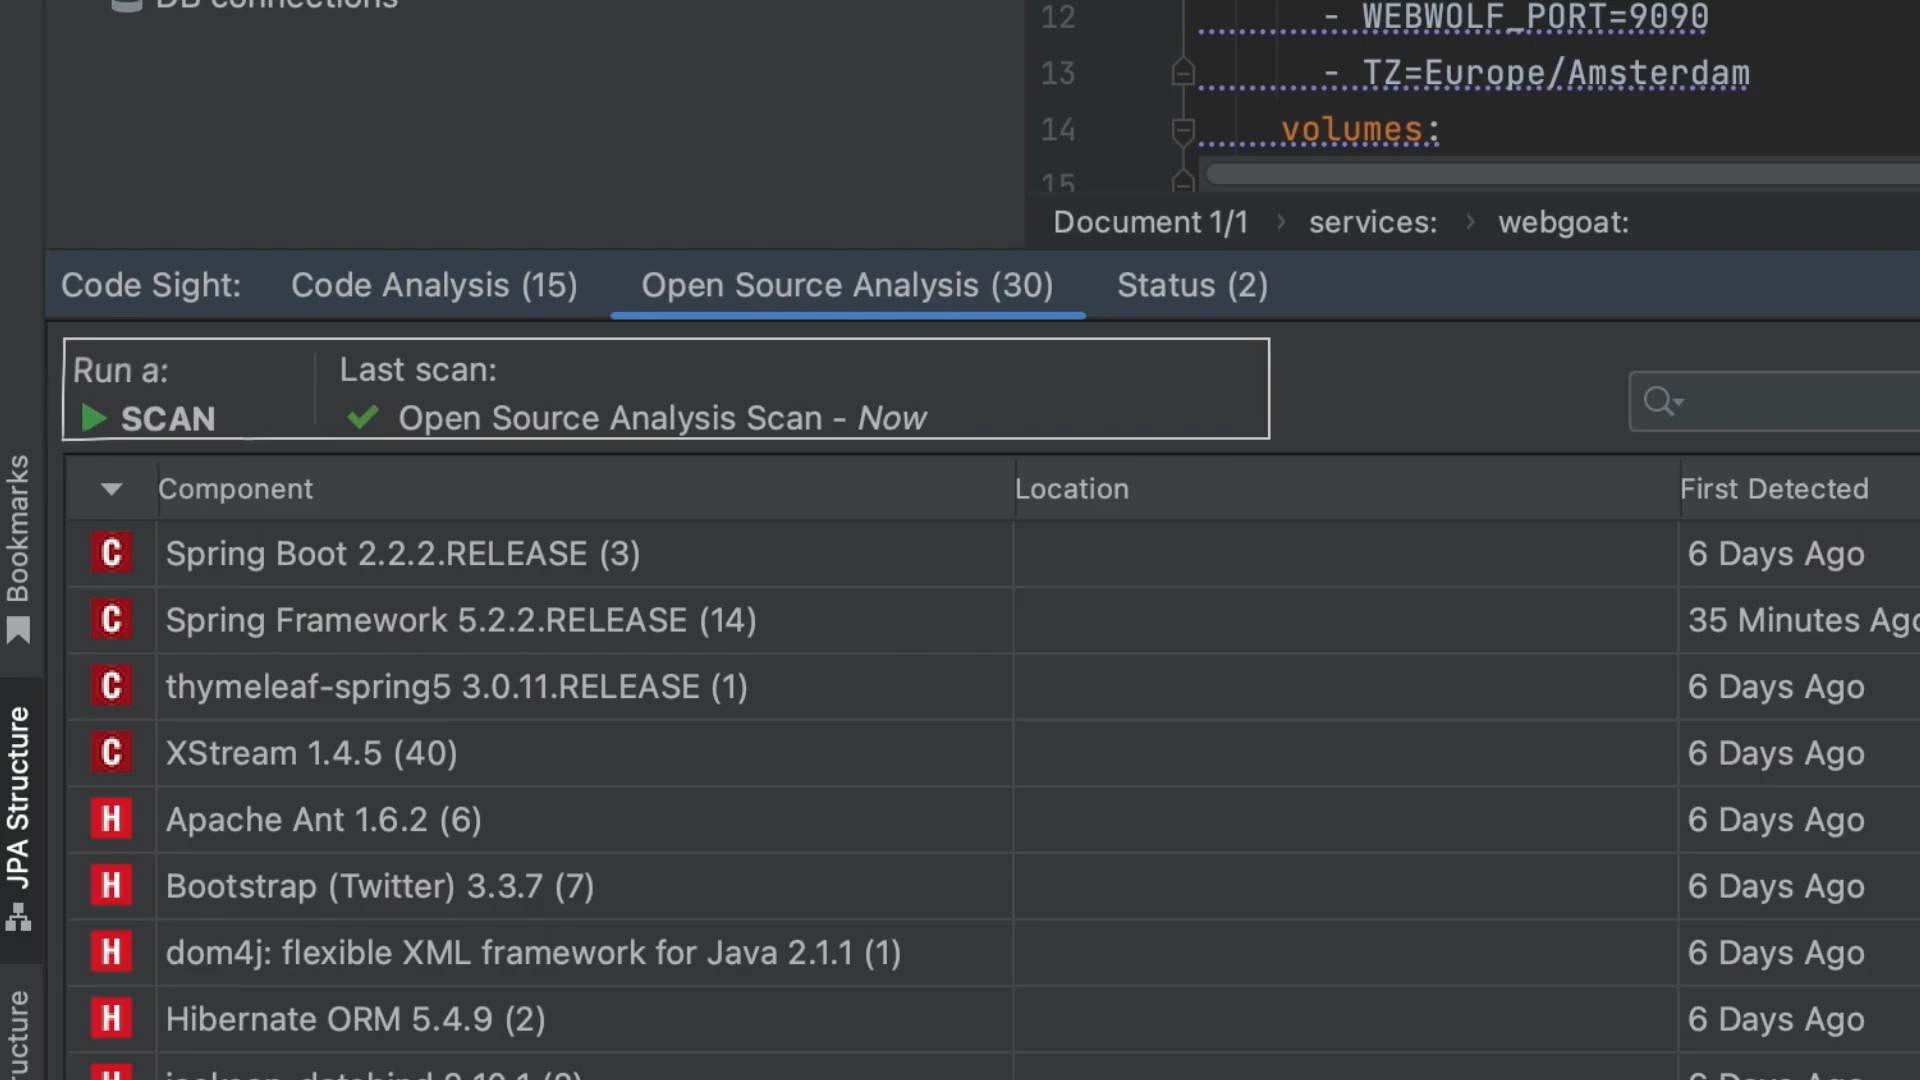 DB connections
12 - WEBWOLF_PORT=9090
13 - TZ=Europe/Amsterdam
14 volumes:
15
Document 1/1 › services: › webgoat:
Code Sight: Code Analysis (15) Open Source Analysis (30) Status (2)
Run a: Last scan:
SCAN Open Source Analysis Scan - Now
Component Location First Detected
C Spring Boot 2.2.2.RELEASE (3) 6 Days Ago
C Spring Framework 5.2.2.RELEASE (14) 35 Minutes Ago
C thymeleaf-spring5 3.0.11.RELEASE (1) 6 Days Ago
C XStream 1.4.5 (40) 6 Days Ago
H Apache Ant 1.6.2 (6) 6 Days Ago
H Bootstrap (Twitter) 3.3.7 (7) 6 Days Ago
H dom4j: flexible XML framework for Java 2.1.1 (1) 6 Days Ago
H Hibernate ORM 5.4.9 (2) 6 Days Ago
Bookmarks
JPA Structure